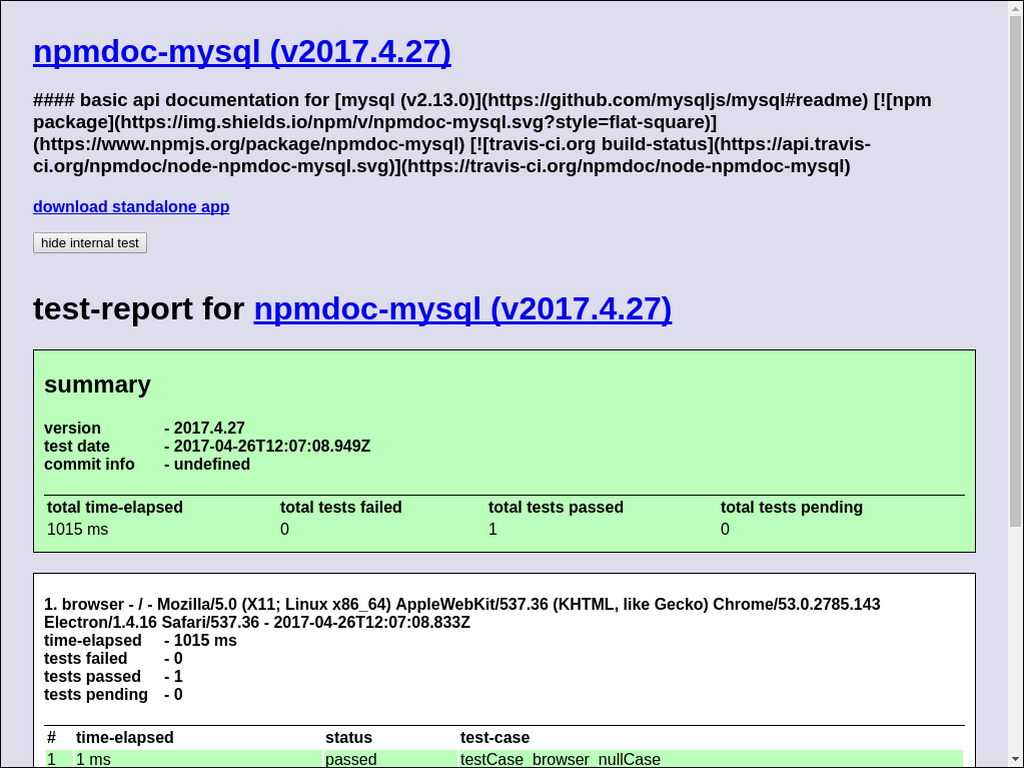 npmdoc-mysql (v2017.4.27)
#### basic api documentation for [mysql (v2.13.0)](https://github.com/mysqljs/mysql#readme) [![npm
package](https://img.shields.io/npm/v/npmdoc-mysql.svg?style=flat-square)]
(https://www.npmjs.org/package/npmdoc-mysql) [![travis-ci.org build-status](https://api.travis-
ci.org/npmdoc/node-npmdoc-mysql.svg)](https://travis-ci.org/npmdoc/node-npmdoc-mysql)
download standalone app
hide internal test
test-report for npmdoc-mysql (v2017.4.27)
summary
version - 2017.4.27
test date - 2017-04-26T12:07:08.949Z
commit info - undefined
total time-elapsed total tests failed total tests passed total tests pending
1015 ms 0 1 0
1. browser - / - Mozilla/5.0 (X11; Linux x86_64) AppleWebKit/537.36 (KHTML, like Gecko) Chrome/53.0.2785.143
Electron/1.4.16 Safari/537.36 - 2017-04-26T12:07:08.833Z
time-elapsed - 1015 ms
tests failed - 0
tests passed - 1
tests pending - 0
# time-elapsed status test-case
1 1 ms passed testCase_browser_nullCase